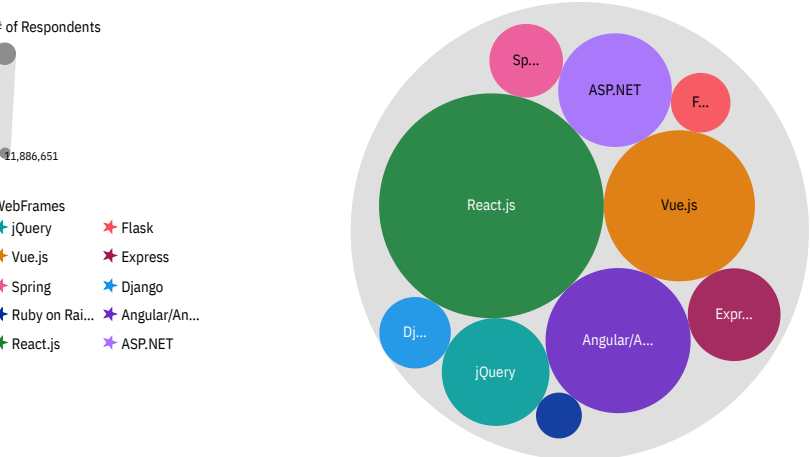 # of Respondents
11,886,651
WebFrames
jQuery
Flask
Vue.js
Express
Spring
Django
Ruby on Rai...
Angular/An...
React.js
ASP.NET
Sp...
ASP.NET
F...
React.js
Vue.js
Expr...
Dj...
Angular/A...
jQuery